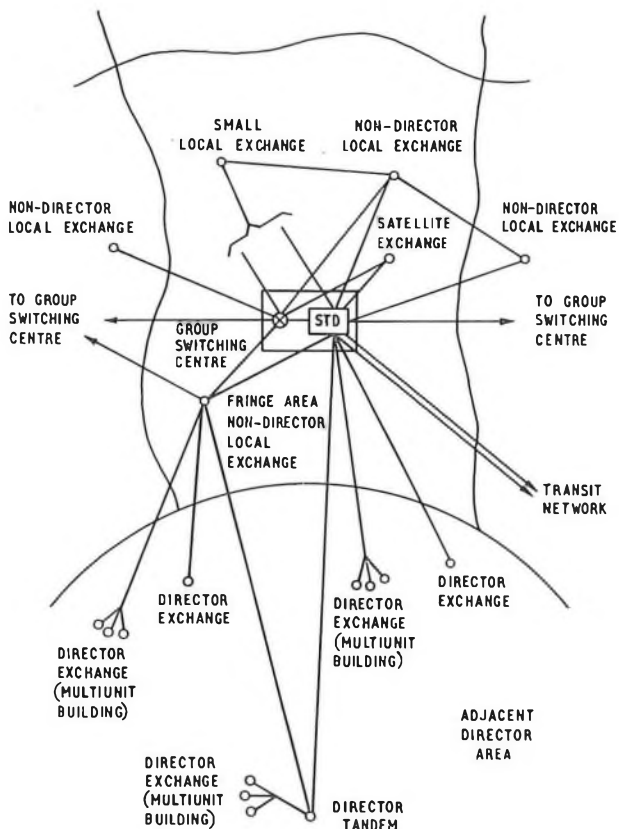 SMALL
LOCAL EXCHANGE
NON-DIRECTOR
LOCAL EXCHANGE
NON-DIRECTOR
LOCAL EXCHANGE
SATELLITE
EXCHANGE
NON-DIRECTOR
LOCAL EXCHANGE
TO GROUP
SWITCHING
CENTRE
GROUP
SWITCHING
CENTRE
STD
TO GROUP
SWITCHING
CENTRE
FRINGE AREA
NON-DIRECTOR
LOCAL
EXCHANGE
TRANSIT
NETWORK
DIRECTOR
EXCHANGE
DIRECTOR
EXCHANGE
(MULTIUNIT
BUILDING)
DIRECTOR
EXCHANGE
DIRECTOR
EXCHANGE
(MULTIUNIT
BUILDING)
ADJACENT
DIRECTOR
AREA
DIRECTOR
EXCHANGE
(MULTIUNIT
BUILDING)
DIRECTOR
TANDEM